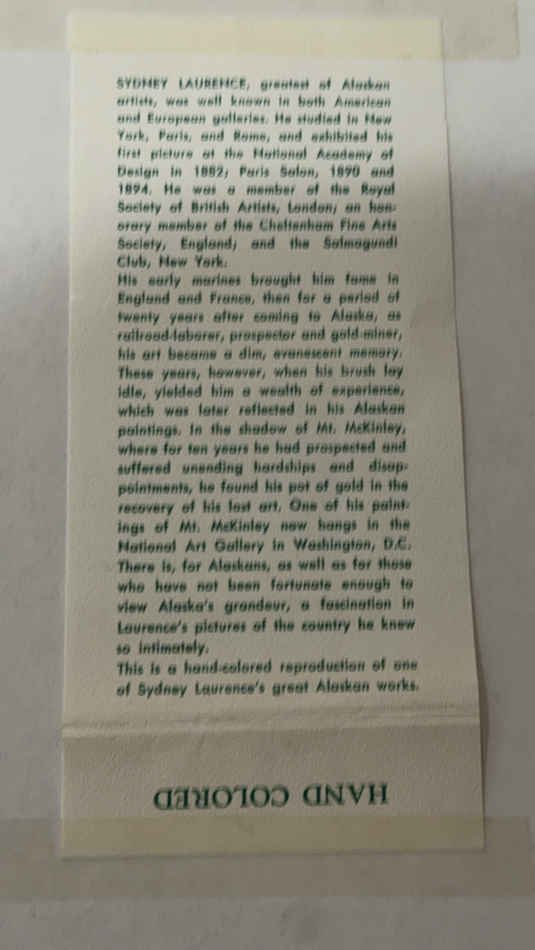 SYDNEY LAURENCE, greatest of Alaskan
artists, was well known in both American
and European galleries. He studied in New
York, Paris, and Rome, and exhibited his
first picture at the National Academy of
Design in 1882; Paris Salon, 1890 and
1894. He was a member of the Royal
Society of British Artists, London; an hon-
orary member of the Cheltenham Fine Arts
Society, England; and the Salmagundi
Club, New York.
His early marines brought him fame in
England and France, then for a period of
twenty years after coming to Alaska, as
railroad-laborer, prospector and gold-miner,
his art became a dim, evanescent memory.
These years, however, when his brush lay
idle, yielded him a wealth of experience,
which was later reflected in his Alaskan
paintings. In the shadow of Mt. McKinley,
where for ten years he had prospected and
suffered unending hardships and disap-
pointments, he found his pot of gold in the
recovery of his lost art. One of his paint-
ings of Mt. McKinley now hangs in the
National Art Gallery in Washington, D.C.
There is, for Alaskans, as well as for those
who have not been fortunate enough to
view Alaska's grandeur, a fascination in
Laurence's pictures of the country he knew
so intimately.
This is a hand-colored reproduction of one
of Sydney Laurence's great Alaskan works.
HAND COLORED